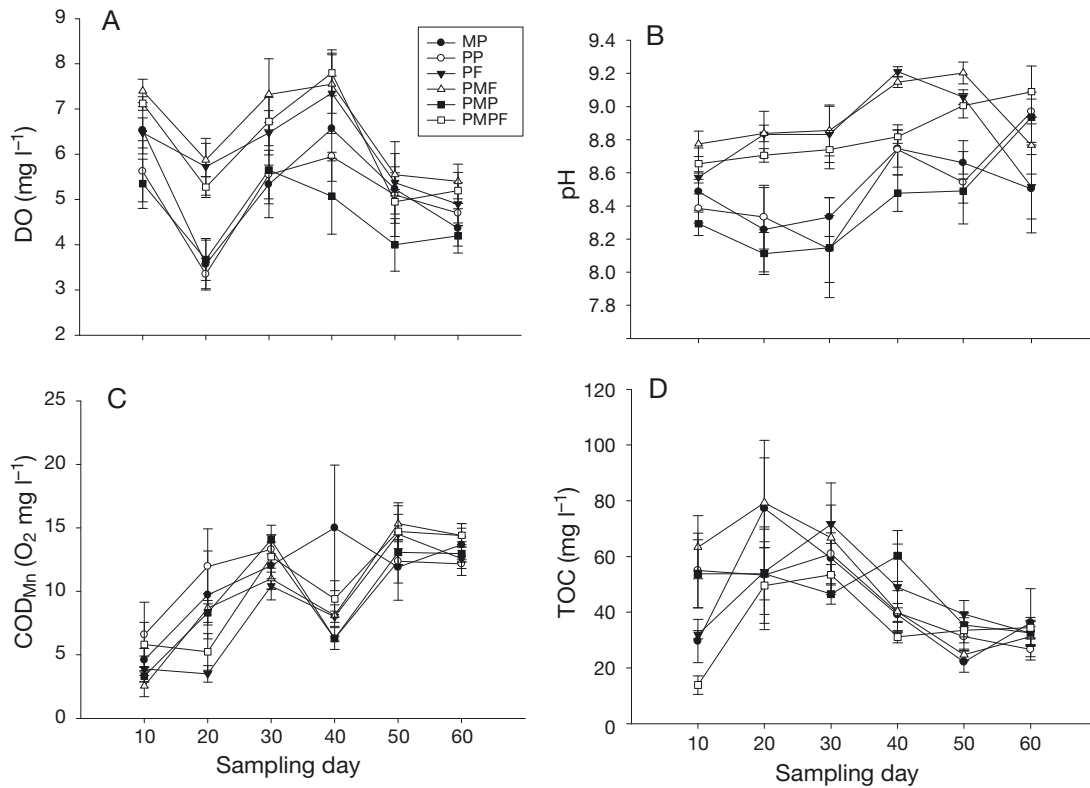 A
9
8
7
6
5
4
3
2
DO (mg l⁻¹)
MP
PP
PF
PMF
PMP
PMPF
B
9.4
9.2
9.0
8.8
8.6
8.4
8.2
8.0
7.8
pH
C
25
20
15
10
5
0
COD_Mn (O₂ mg l⁻¹)
10 20 30 40 50 60
Sampling day
D
120
100
80
60
40
20
0
TOC (mg l⁻¹)
10 20 30 40 50 60
Sampling day